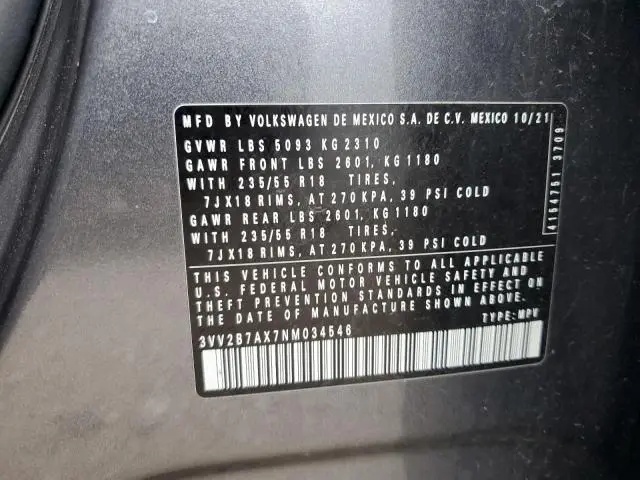 MFD BY VOLKSWAGEN DE MEXICO S.A. DE C.V. MEXICO 10/21
GVWR LBS 5093 KG 2310
GAWR FRONT LBS 2601, KG 1180
WITH 235/55 R18 TIRES,
7JX18 RIMS, AT 270 KPA, 39 PSI COLD
GAWR REAR LBS 2601, KG 1180
WITH 235/55 R18 TIRES,
7JX18 RIMS, AT 270 KPA, 39 PSI COLD
THIS VEHICLE CONFORMS TO ALL APPLICABLE
U.S. FEDERAL MOTOR VEHICLE SAFETY AND
THEFT PREVENTION STANDARDS IN EFFECT ON
THE DATE OF MANUFACTURE SHOWN ABOVE.
3VV2B7AX7NM034546 TYPE: MPV
4154751 3709